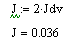 J := 2·Jdv
J = 0.036